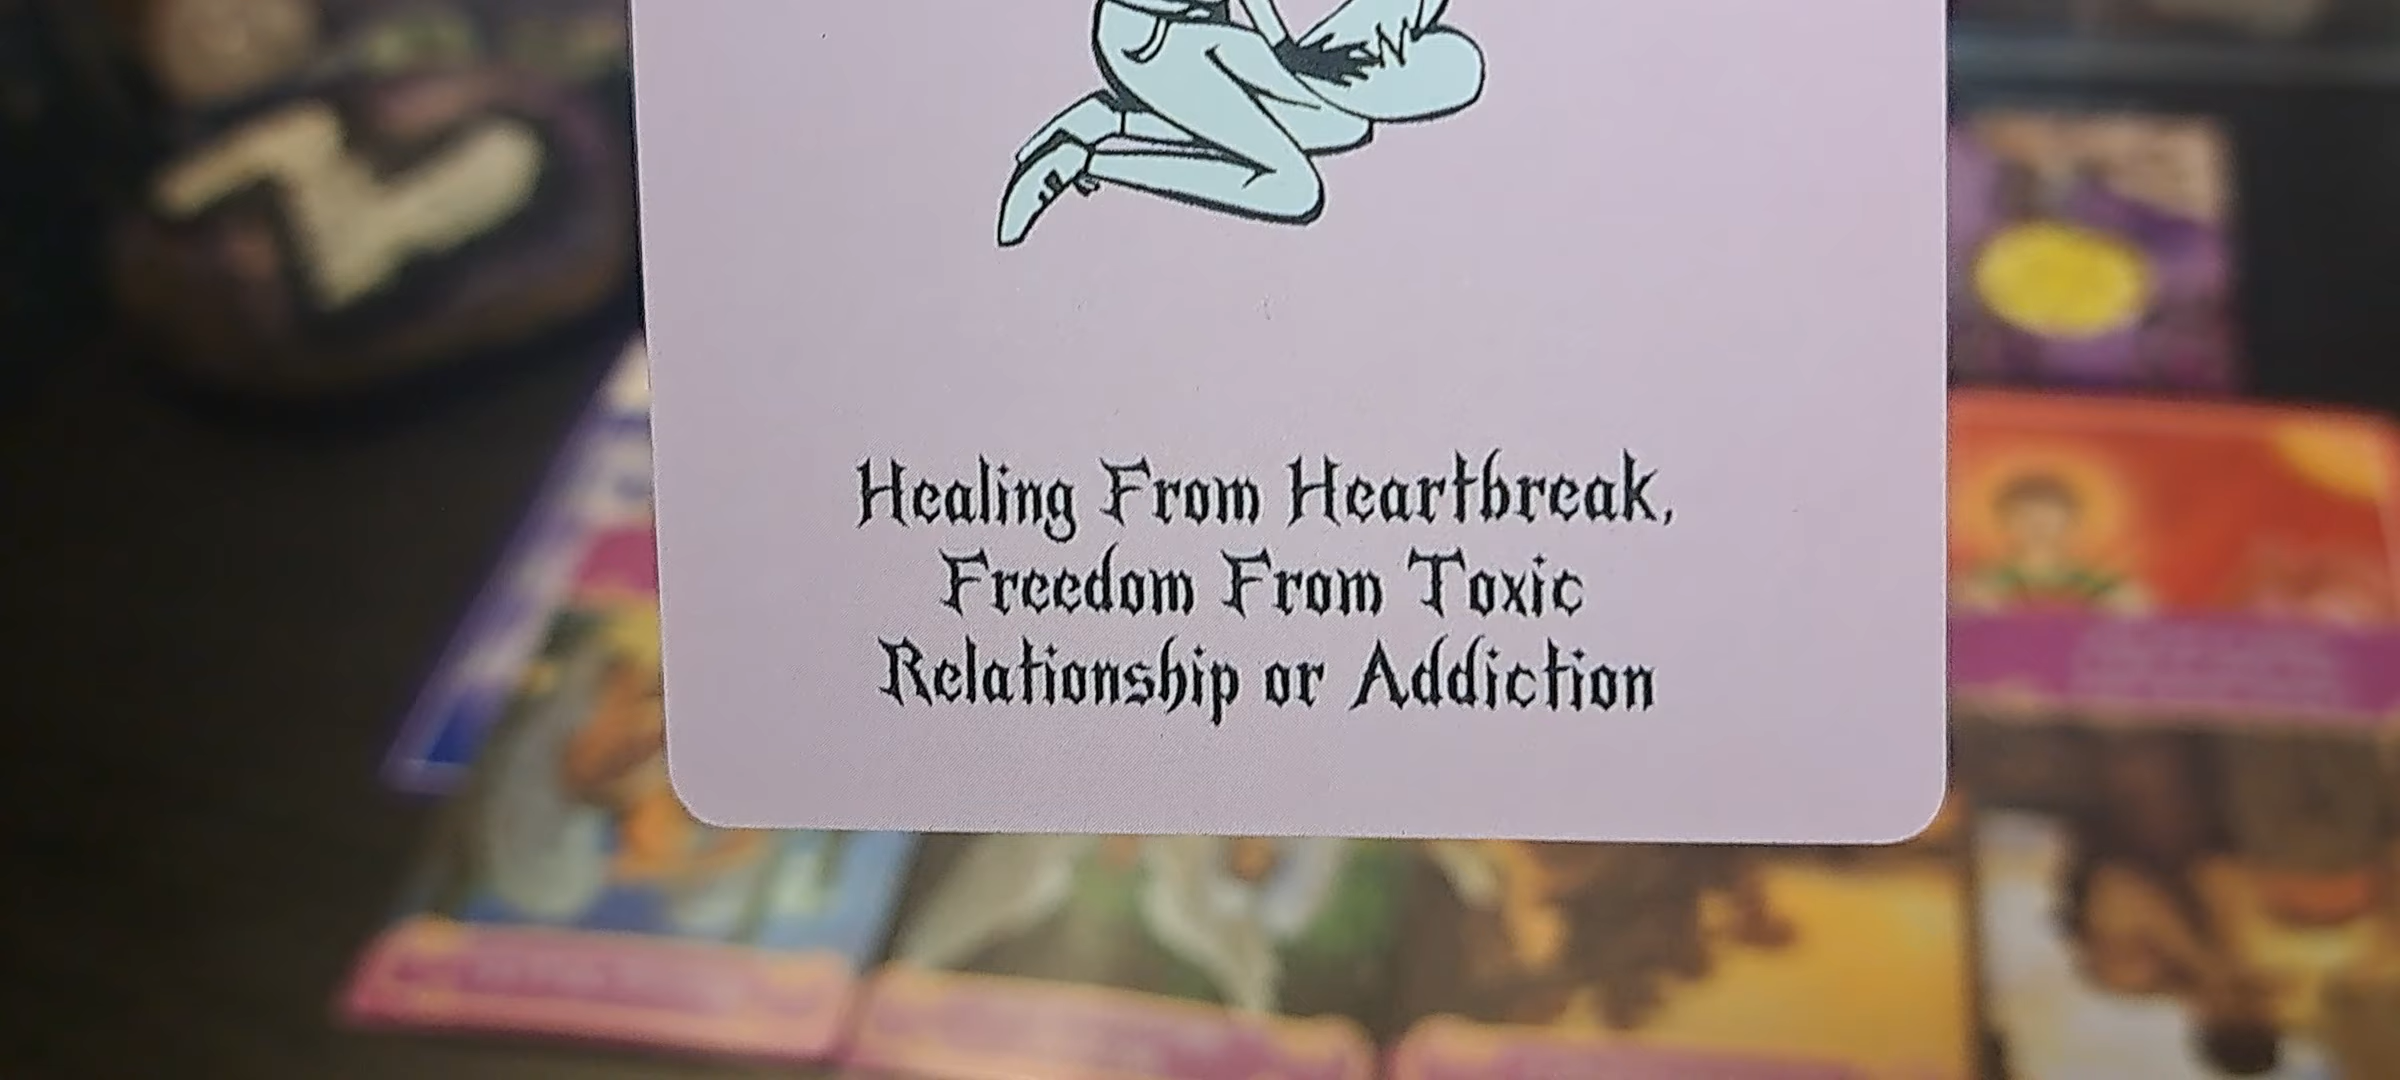 Healing From Heartbreak,
Freedom From Toxic
Relationship or Addiction